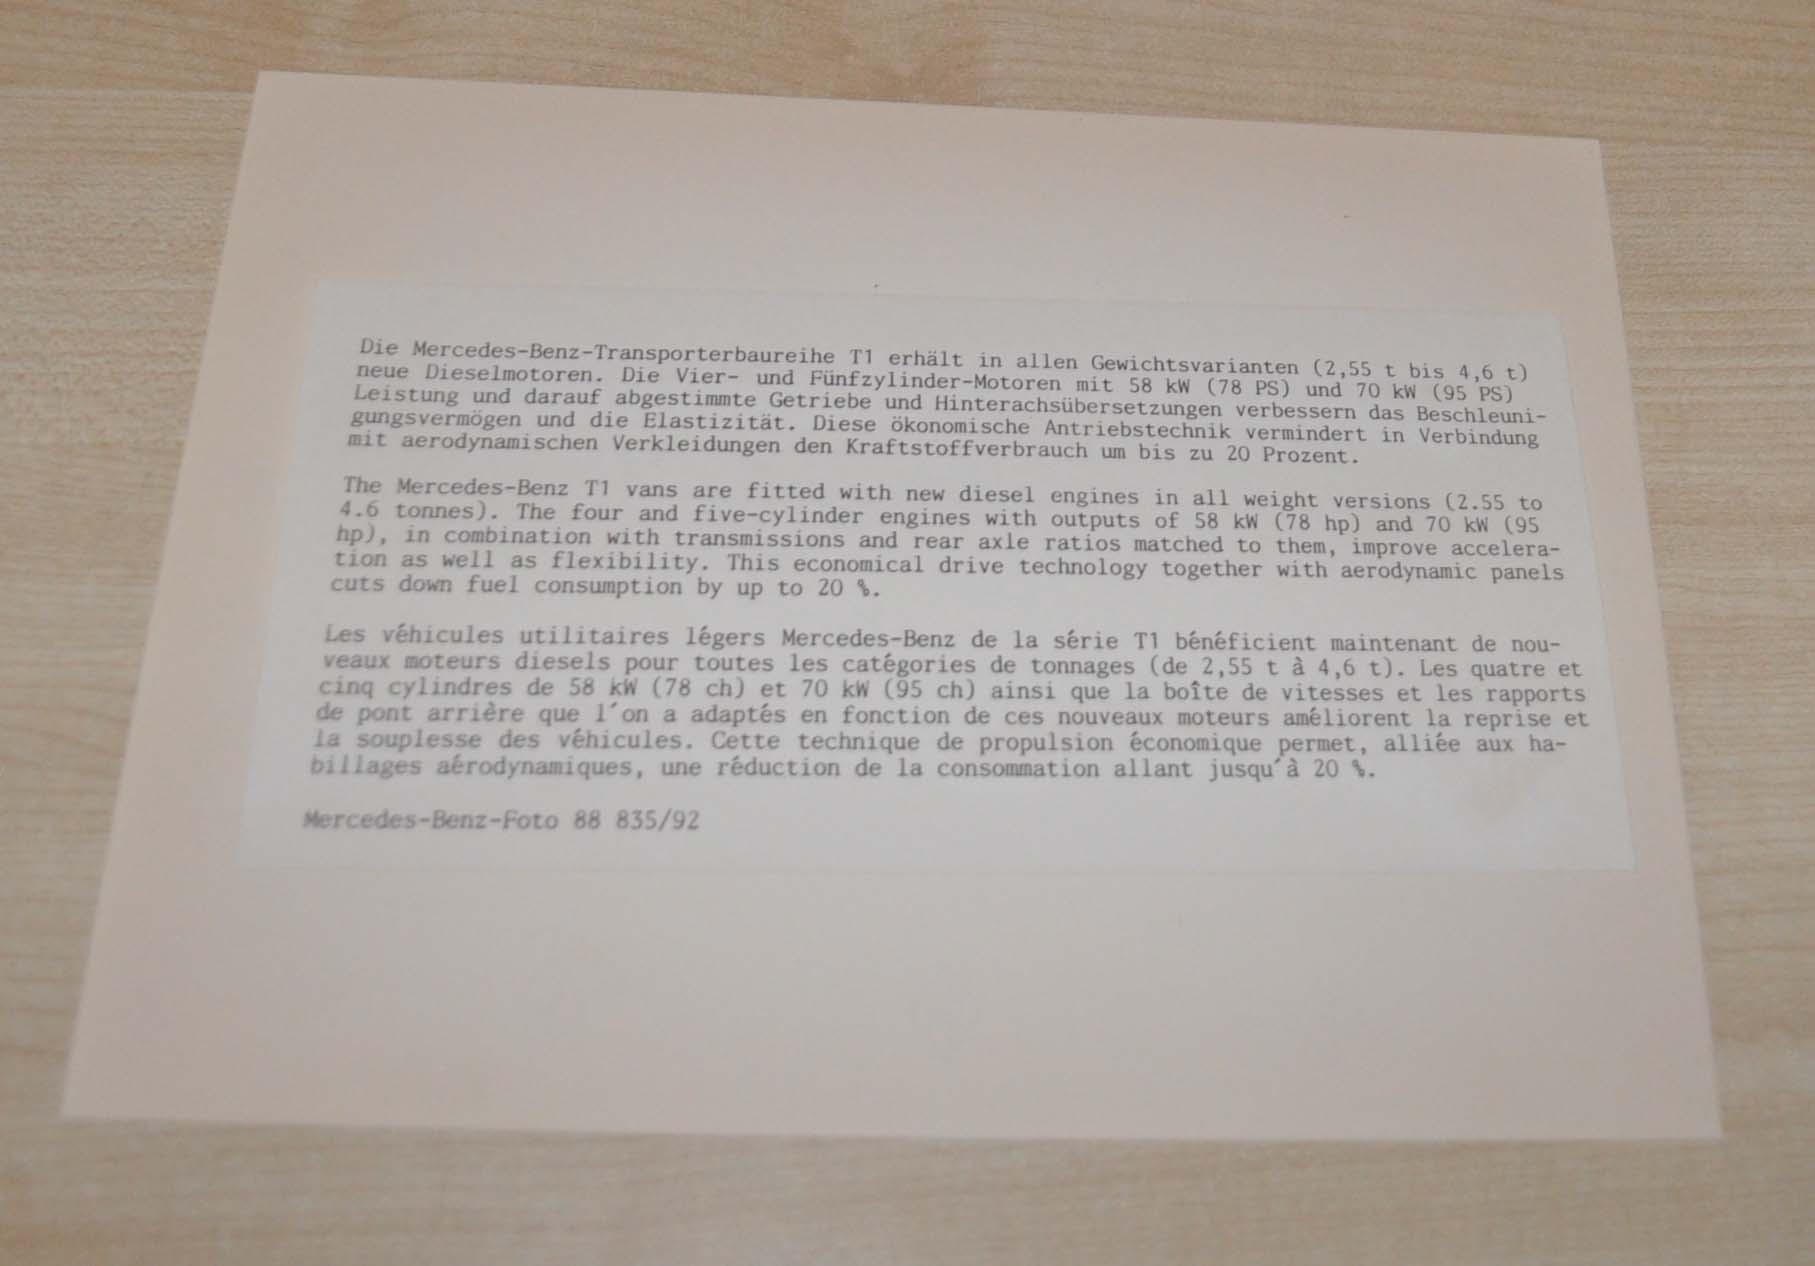 Die Mercedes-Benz-Transporterbaureihe T1 erhält in allen Gewichtsvarianten (2,55 t bis 4,6 t)
neue Dieselmotoren. Die Vier- und Fünfzylinder-Motoren mit 58 kW (78 PS) und 70 kW (95 PS)
Leistung und darauf abgestimmte Getriebe und Hinterachsübersetzungen verbessern das Beschleuni-
gungsvermögen und die Elastizität. Diese ökonomische Antriebstechnik vermindert in Verbindung
mit aerodynamischen Verkleidungen den Kraftstoffverbrauch um bis zu 20 Prozent.
The Mercedes-Benz T1 vans are fitted with new diesel engines in all weight versions (2.55 to
4.6 tonnes). The four and five-cylinder engines with outputs of 58 kW (78 hp) and 70 kW (95
hp), in combination with transmissions and rear axle ratios matched to them, improve accelera-
tion as well as flexibility. This economical drive technology together with aerodynamic panels
cuts down fuel consumption by up to 20 %.
Les véhicules utilitaires légers Mercedes-Benz de la série T1 bénéficient maintenant de nou-
veaux moteurs diesels pour toutes les catégories de tonnages (de 2,55 t à 4,6 t). Les quatre et
cinq cylindres de 58 kW (78 ch) et 70 kW (95 ch) ainsi que la boîte de vitesses et les rapports
de pont arrière que l'on a adaptés en fonction de ces nouveaux moteurs améliorent la reprise et
la souplesse des véhicules. Cette technique de propulsion économique permet, alliée aux ha-
billages aérodynamiques, une réduction de la consommation allant jusqu'à 20 %.
Mercedes-Benz-Foto 88 835/92